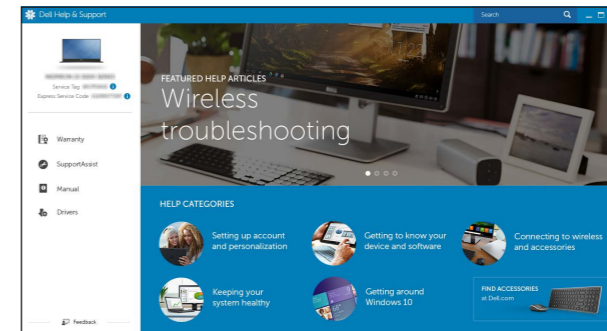 Dell Help & Support
Search
Service Tag
Express Service Code
Warranty
SupportAssist
Manual
Drivers
Feedback
FEATURED HELP ARTICLES
Wireless
troubleshooting
HELP CATEGORIES
Setting up account
and personalization
Getting to know your
device and software
Connecting to wireless
and accessories
Keeping your
system healthy
Getting around
Windows 10
FIND ACCESSORIES
at Dell.com